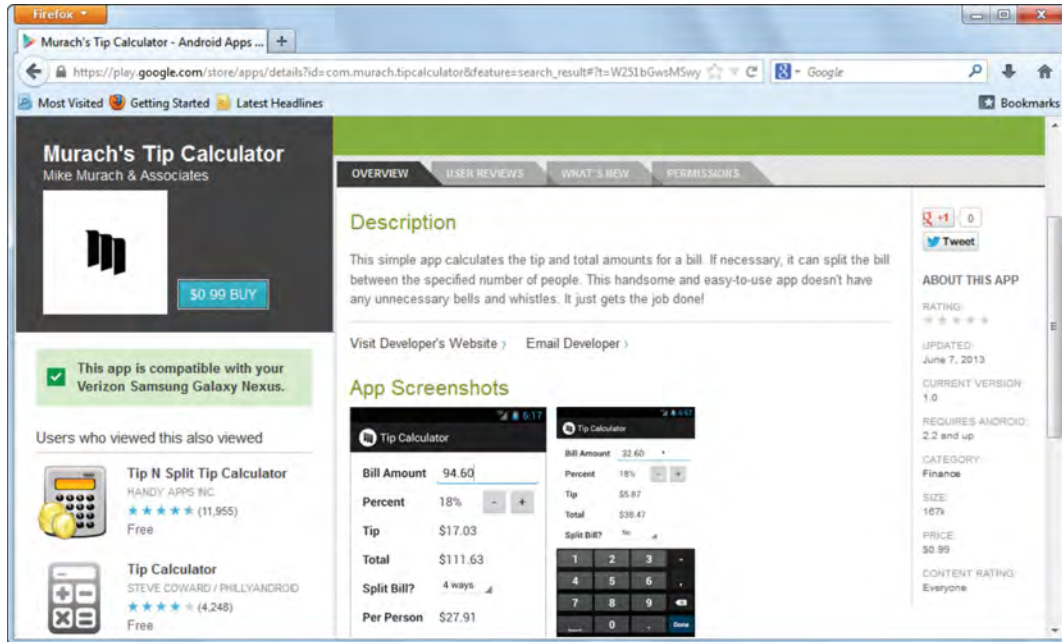 Firefox
Murach's Tip Calculator - Android Apps ...
https://play.google.com/store/apps/details?id=com.murach.tipcalculator&feature=search_result#?t=W251bGwsMSwy
Google
Most Visited Getting Started Latest Headlines
Bookmarks
Murach's Tip Calculator
Mike Murach & Associates
$0.99 BUY
This app is compatible with your
Verizon Samsung Galaxy Nexus.
Users who viewed this also viewed
Tip N Split Tip Calculator
HANDY APPS INC.
(11,955)
Free
Tip Calculator
STEVE COWARD / PHILLYANDROID
(4,248)
Free
OVERVIEW USER REVIEWS WHAT'S NEW PERMISSIONS
Description
This simple app calculates the tip and total amounts for a bill. If necessary, it can split the bill
between the specified number of people. This handsome and easy-to-use app doesn't have
any unnecessary bells and whistles. It just gets the job done!
Visit Developer's Website › Email Developer ›
App Screenshots
6:17
Tip Calculator
Bill Amount 94.60
Percent 18% - +
Tip $17.03
Total $111.63
Split Bill? 4 ways
Per Person $27.91
Tip Calculator
Bill Amount 32.60
Percent 18% - +
Tip $5.87
Total $38.47
Split Bill? No
1 2 3 -
4 5 6 ,
7 8 9
0 . Done
+1 0
Tweet
ABOUT THIS APP
RATING:
UPDATED:
June 7, 2013
CURRENT VERSION:
1.0
REQUIRES ANDROID:
2.2 and up
CATEGORY:
Finance
SIZE:
167k
PRICE:
$0.99
CONTENT RATING:
Everyone